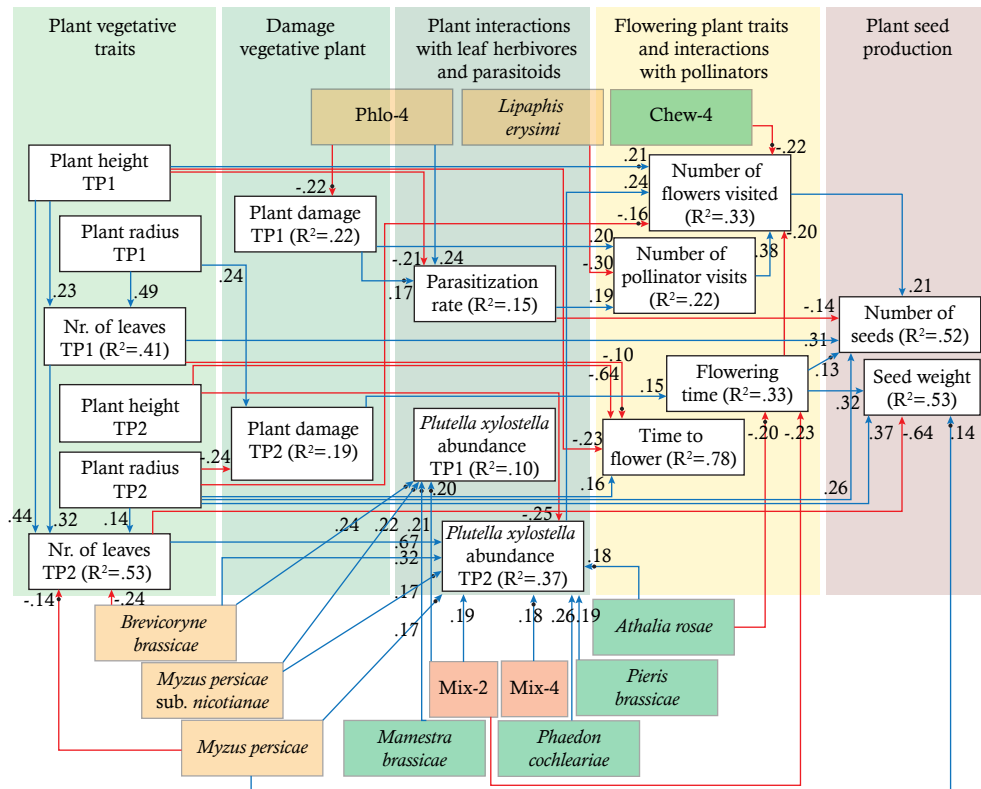 Plant vegetative
traits
Damage
vegetative plant
Plant interactions
with leaf herbivores
and parasitoids
Flowering plant traits
and interactions
with pollinators
Plant seed
production
Phlo-4
Lipaphis
erysimi
Chew-4
Plant height
TP1
-.22
.21
-.22
Number of
flowers visited
(R²=.33)
.24
-.16
-.20
Plant damage
TP1 (R²=.22)
Plant radius
TP1
.24
.20
-.30
Number of
pollinator visits
(R²=.22)
.38
-.21
.24
.17
Parasitization
rate (R²=.15)
.19
.23
.49
-.14
.21
Number of
seeds (R²=.52)
.31
.13
Nr. of leaves
TP1 (R²=.41)
-.10
-.64
.15
Flowering
time (R²=.33)
Seed weight
(R²=.53)
.32
Plant height
TP2
Plant damage
TP2 (R²=.19)
Plutella xylostella
abundance
TP1 (R²=.10)
-.23
Time to
flower (R²=.78)
-.20
-.23
.37
-.64
.14
Plant radius
TP2
-.24
.20
.16
.26
.44
.32
.14
.24
.22
.21
-.25
Nr. of leaves
TP2 (R²=.53)
.67
.32
Plutella xylostella
abundance
TP2 (R²=.37)
.18
-.14
-.24
.17
.17
.19
.18
.26
.19
Brevicoryne
brassicae
Athalia rosae
Myzus persicae
sub. nicotianae
Mix-2
Mix-4
Pieris
brassicae
Myzus persicae
Mamestra
brassicae
Phaedon
cochleariae